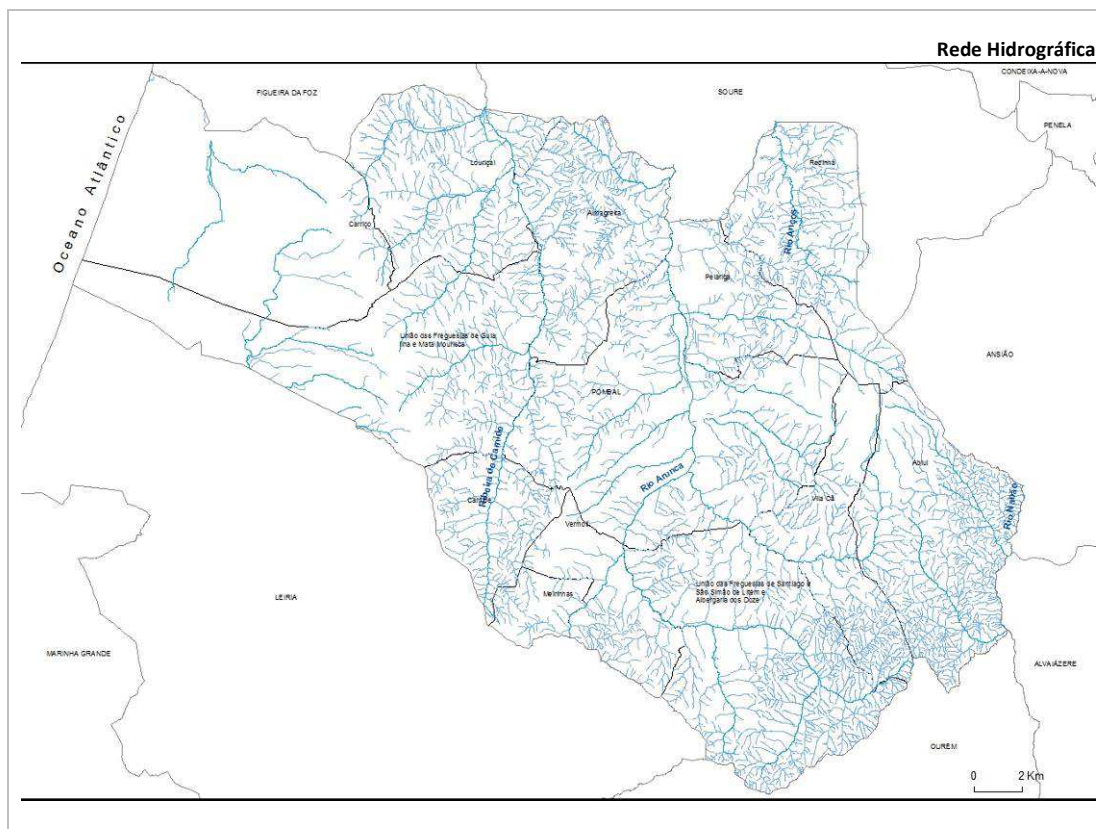 Rede Hidrográfica
CONDEIXA-A-NOVA
FIGUEIRA DA FOZ
SOURE
PENELA
Oceano Atlântico
Louriçal
Redinha
Almagreira
Carriço
Rio Anços
Pelariga
União das Freguesias de Guia,
Ilha e Mata Mourisca
ANSIÃO
POMBAL
Ribeira de Carnide
Rio Arunca
Abiul
Rio Nabão
Carnide
Vila Cã
Vermoil
União das Freguesias de Santiago e
São Simão de Litém e
Albergaria dos Doze
Meirinhas
LEIRIA
MARINHA GRANDE
ALVAIÁZERE
OURÉM
0 2 Km